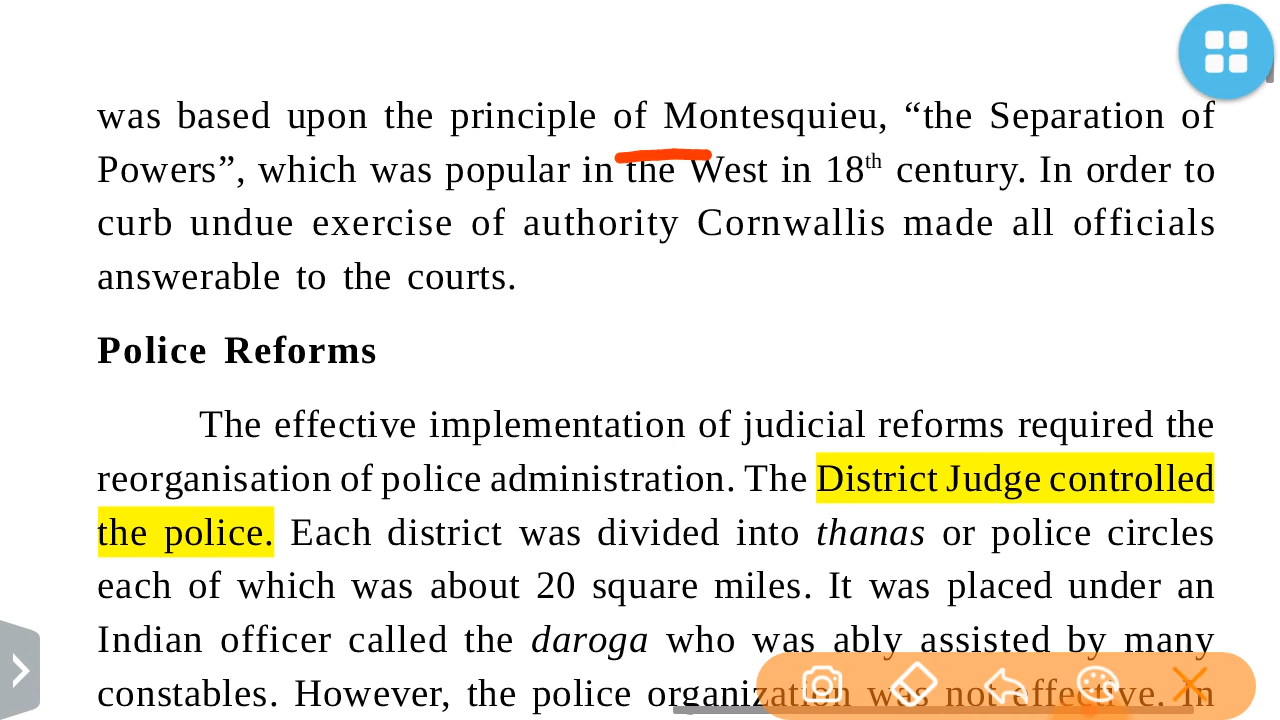 was based upon the principle of Montesquieu, “the Separation of
Powers”, which was popular in the West in 18th century. In order to
curb undue exercise of authority Cornwallis made all officials
answerable to the courts.
Police Reforms
The effective implementation of judicial reforms required the
reorganisation of police administration. The District Judge controlled
the police. Each district was divided into thanas or police circles
each of which was about 20 square miles. It was placed under an
Indian officer called the daroga who was ably assisted by many
constables. However, the police organization was not effective. In